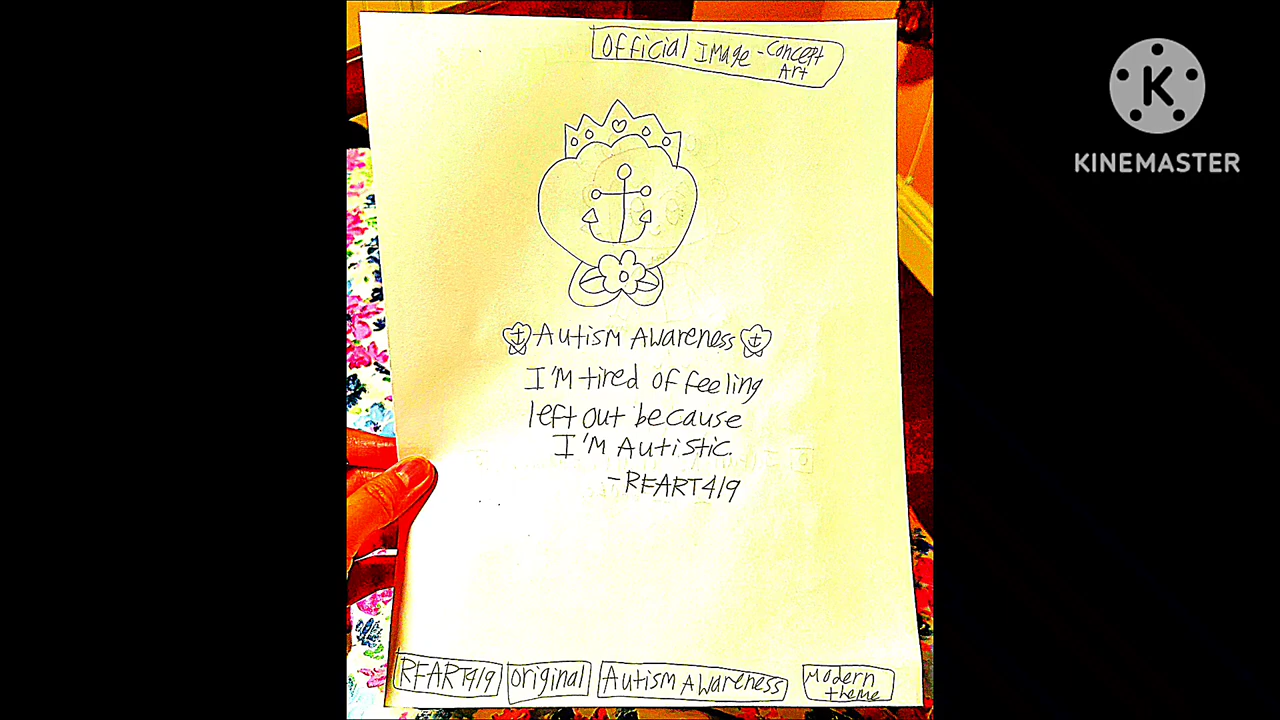 Official Image - Concept Art
K
KINEMASTER
Autism Awareness
I'm tired of feeling
left out because
I'm Autistic.
-RFART419
RFART419 Original Autism Awareness Modern theme